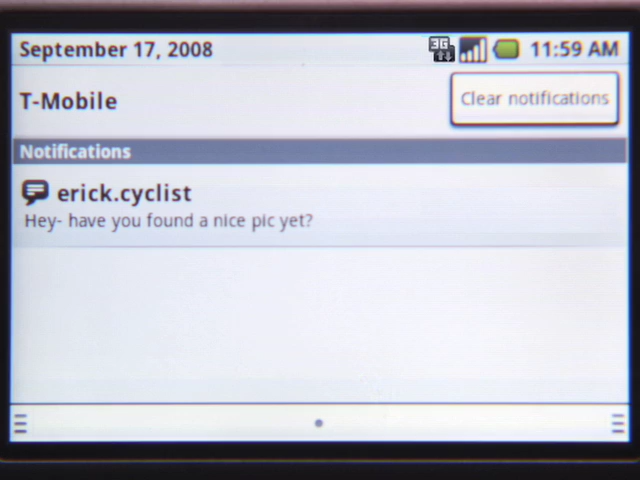 September 17, 2008
3G
11:59 AM
T-Mobile
Clear notifications
Notifications
erick.cyclist
Hey- have you found a nice pic yet?